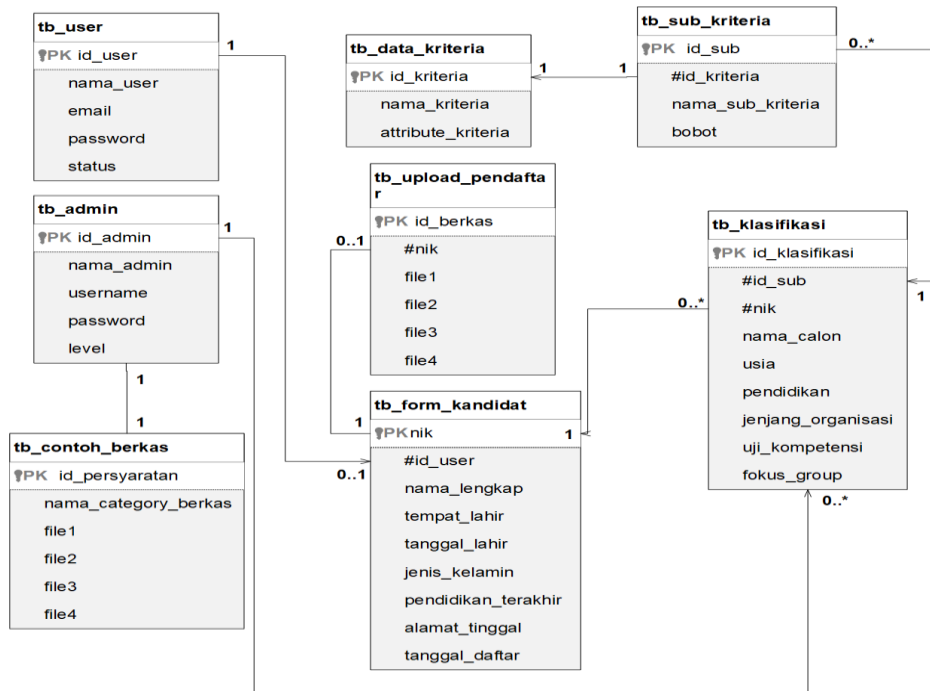 tb_user
PK id_user
nama_user
email
password
status
1
tb_data_kriteria
PK id_kriteria
nama_kriteria
attribute_kriteria
1
1
tb_sub_kriteria
PK id_sub
#id_kriteria
nama_sub_kriteria
bobot
0..*
tb_admin
PK id_admin
nama_admin
username
password
level
1
1
1
tb_upload_pendafta
r
PK id_berkas
#nik
file1
file2
file3
file4
0..1
1
tb_klasifikasi
PK id_klasifikasi
#id_sub
#nik
nama_calon
usia
pendidikan
jenjang_organisasi
uji_kompetensi
fokus_group
1
0..*
0..*
tb_contoh_berkas
PK id_persyaratan
nama_category_berkas
file1
file2
file3
file4
tb_form_kandidat
PK nik
1
#id_user
nama_lengkap
tempat_lahir
tanggal_lahir
jenis_kelamin
pendidikan_terakhir
alamat_tinggal
tanggal_daftar
0..1